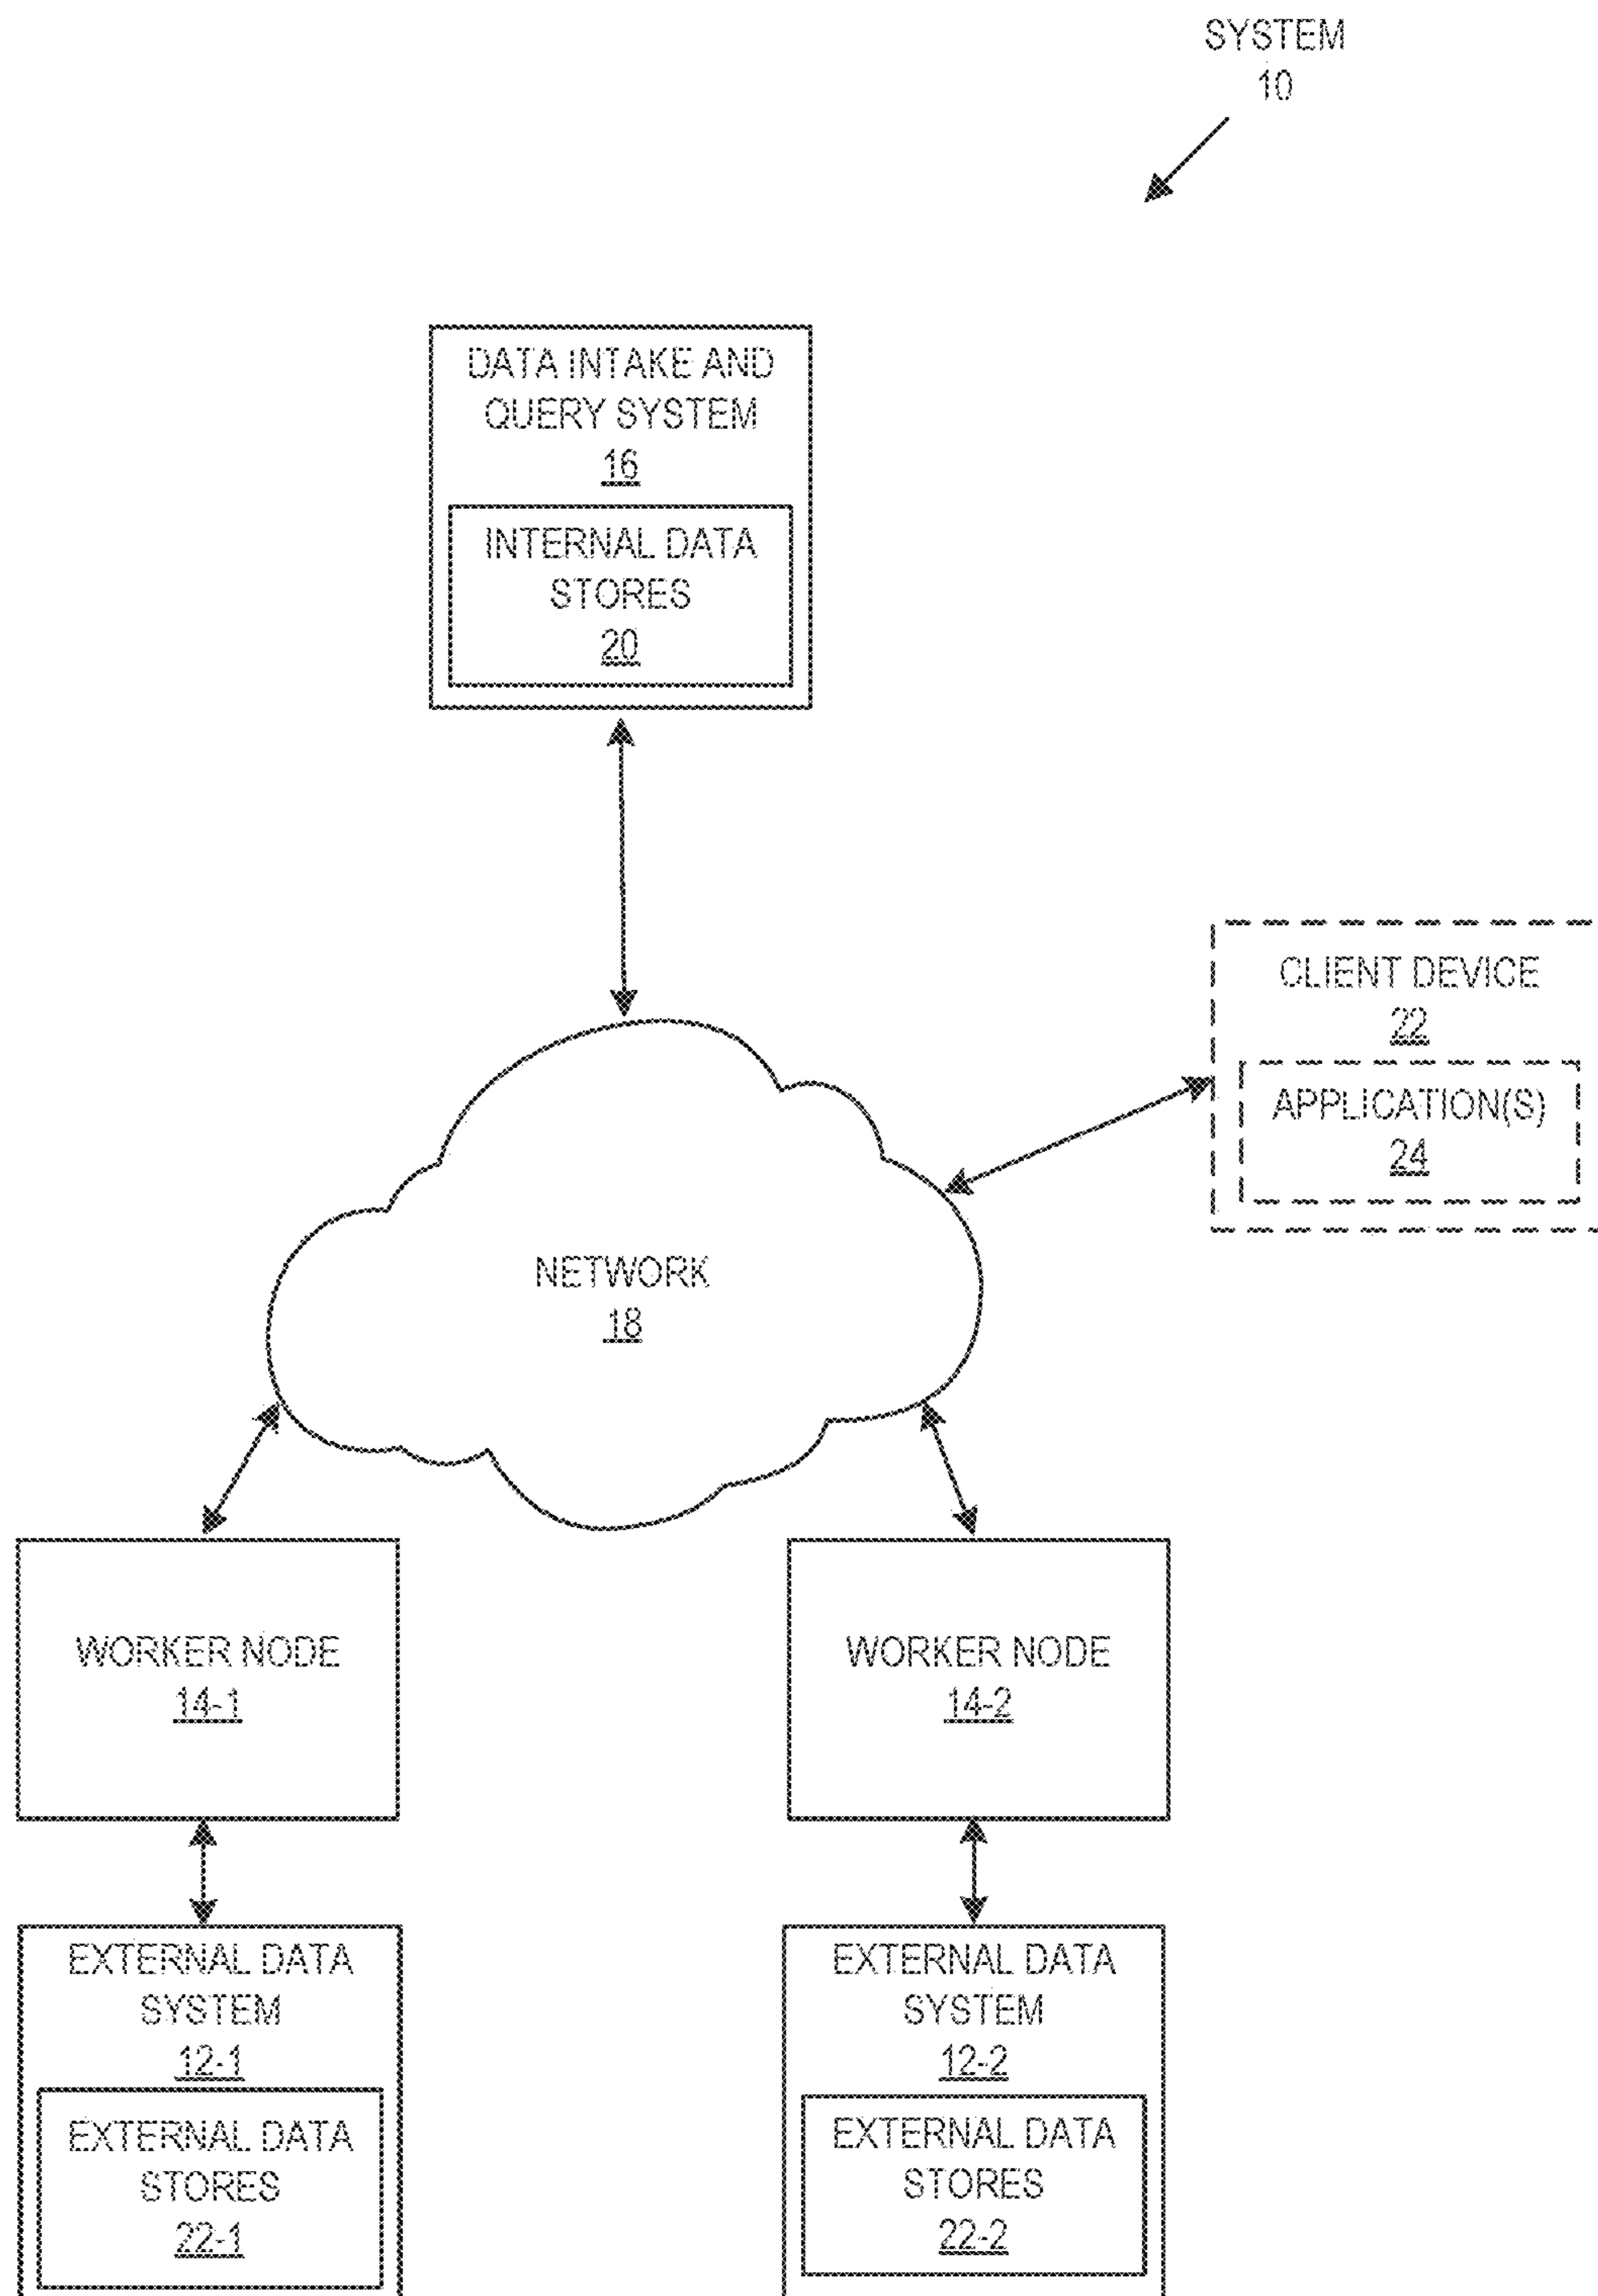 SYSTEM
10
DATA INTAKE AND
QUERY SYSTEM
16
INTERNAL DATA
STORES
20
CLIENT DEVICE
22
APPLICATION(S)
24
NETWORK
18
WORKER NODE
14-1
WORKER NODE
14-2
EXTERNAL DATA
SYSTEM
12-1
EXTERNAL DATA
STORES
22-1
EXTERNAL DATA
SYSTEM
12-2
EXTERNAL DATA
STORES
22-2